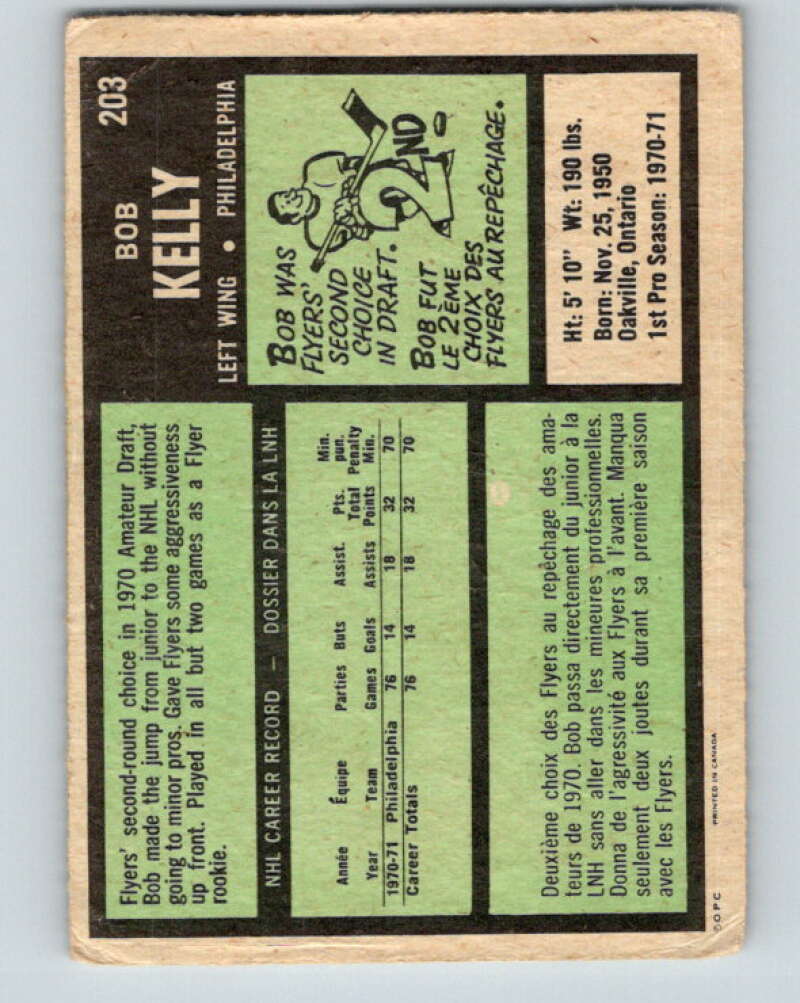 203
BOB
KELLY
LEFT WING • PHILADELPHIA
Flyers' second-round choice in 1970 Amateur Draft,
Bob made the jump from junior to the NHL without
going to minor pros. Gave Flyers some aggressiveness
up front. Played in all but two games as a Flyer
rookie.
BOB WAS
FLYERS'
SECOND
CHOICE
IN DRAFT.
2ND
BOB FUT
LE 2ÈME
CHOIX DES
FLYERS AU REPÊCHAGE.
NHL CAREER RECORD — DOSSIER DANS LA LNH
Année Équipe Parties Buts Assist. Pts. Total Min. pun.
Year Team Games Goals Assists Points Penalty Min.
1970-71 Philadelphia 76 14 18 32 70
Career Totals 76 14 18 32 70
Ht: 5' 10" Wt: 190 lbs.
Born: Nov. 25, 1950
Oakville, Ontario
1st Pro Season: 1970-71
Deuxième choix des Flyers au repêchage des ama-
teurs de 1970. Bob passa directement du junior à la
LNH sans aller dans les mineures professionnelles.
Donna de l'agressivité aux Flyers à l'avant. Manqua
seulement deux joutes durant sa première saison
avec les Flyers.
©OPC PRINTED IN CANADA